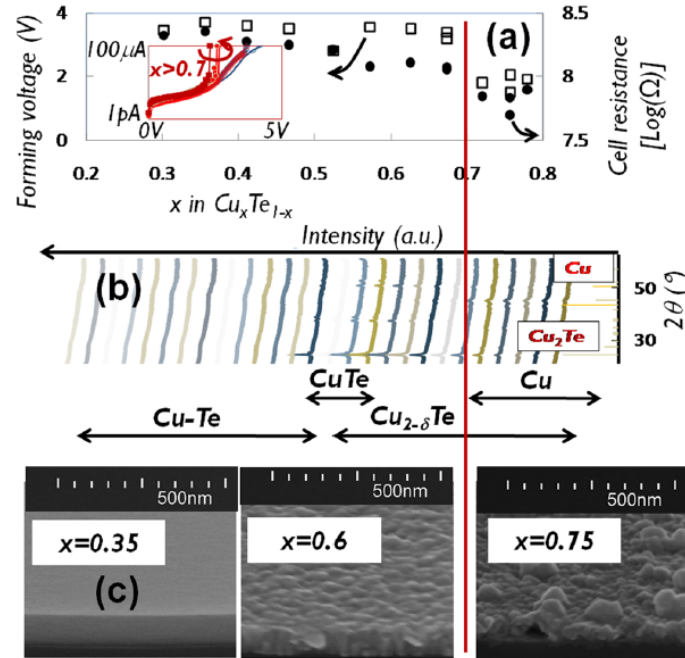 (a)
Forming voltage (V)
4
2
0
8.5
8
7.5
Cell resistance
[Log(Ω)]
100μA
x>0.7
1pA
0V
5V
0.2 0.3 0.4 0.5 0.6 0.7 0.8
x in CuₓTe₁₋ₓ
Intensity (a.u.)
(b)
Cu
50
Cu₂Te
30
2θ (°)
CuTe
Cu
Cu-Te
Cu₂₋δTe
500nm
500nm
500nm
x=0.35
x=0.6
x=0.75
(c)